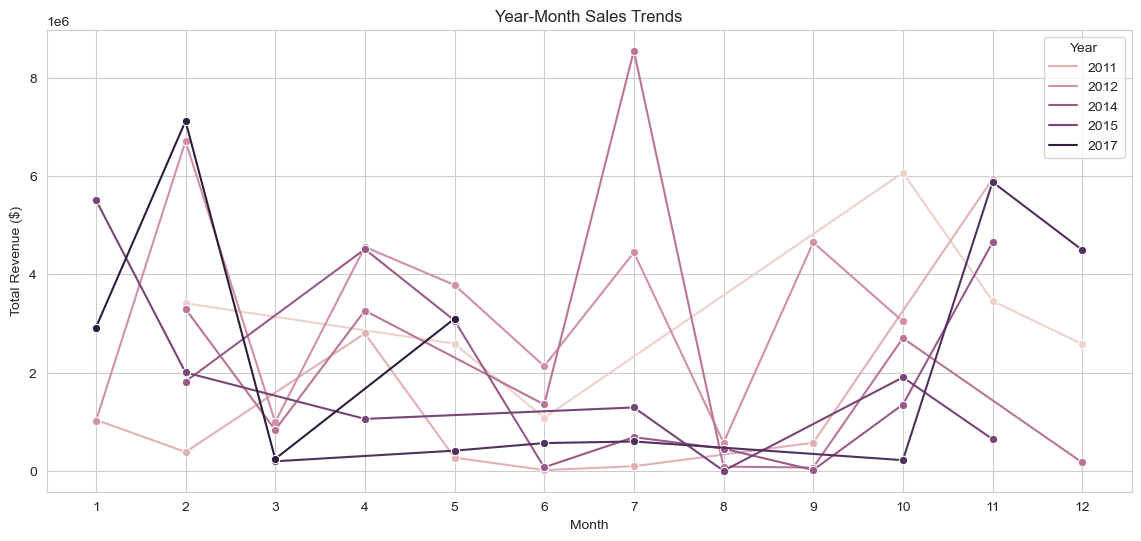 Year-Month Sales Trends
1e6
Total Revenue ($)
8
6
4
2
0
1 2 3 4 5 6 7 8 9 10 11 12
Month
Year
2011
2012
2014
2015
2017